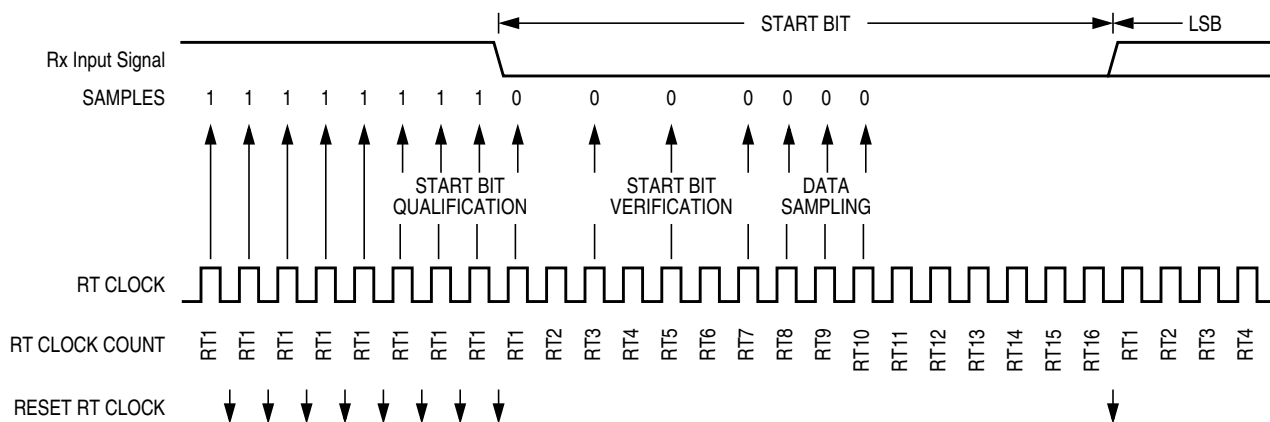 START BIT LSB
Rx Input Signal
SAMPLES 1 1 1 1 1 1 1 1 0 0 0 0 0 0 0
START BIT QUALIFICATION
START BIT VERIFICATION
DATA SAMPLING
RT CLOCK
RT CLOCK COUNT RT1 RT1 RT1 RT1 RT1 RT1 RT1 RT1 RT1 RT2 RT3 RT4 RT5 RT6 RT7 RT8 RT9 RT10 RT11 RT12 RT13 RT14 RT15 RT16 RT1 RT2 RT3 RT4
RESET RT CLOCK